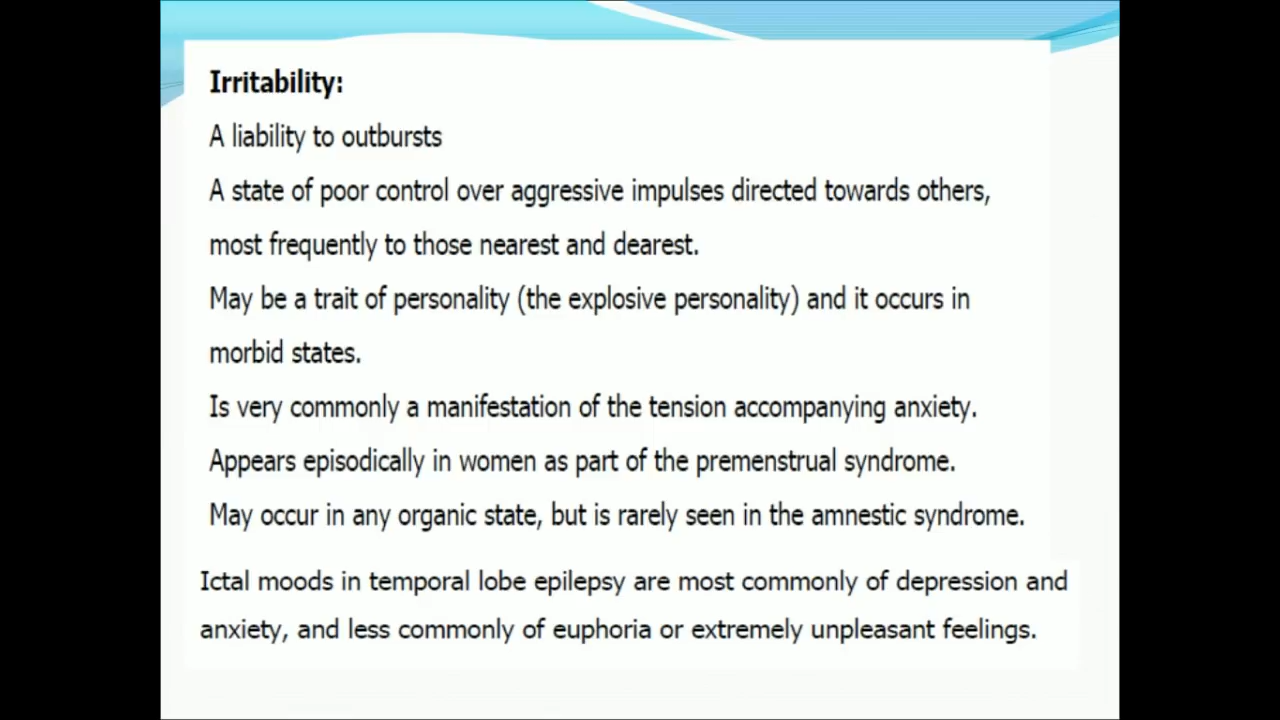 Irritability:
A liability to outbursts
A state of poor control over aggressive impulses directed towards others,
most frequently to those nearest and dearest.
May be a trait of personality (the explosive personality) and it occurs in
morbid states.
Is very commonly a manifestation of the tension accompanying anxiety.
Appears episodically in women as part of the premenstrual syndrome.
May occur in any organic state, but is rarely seen in the amnestic syndrome.
Ictal moods in temporal lobe epilepsy are most commonly of depression and
anxiety, and less commonly of euphoria or extremely unpleasant feelings.